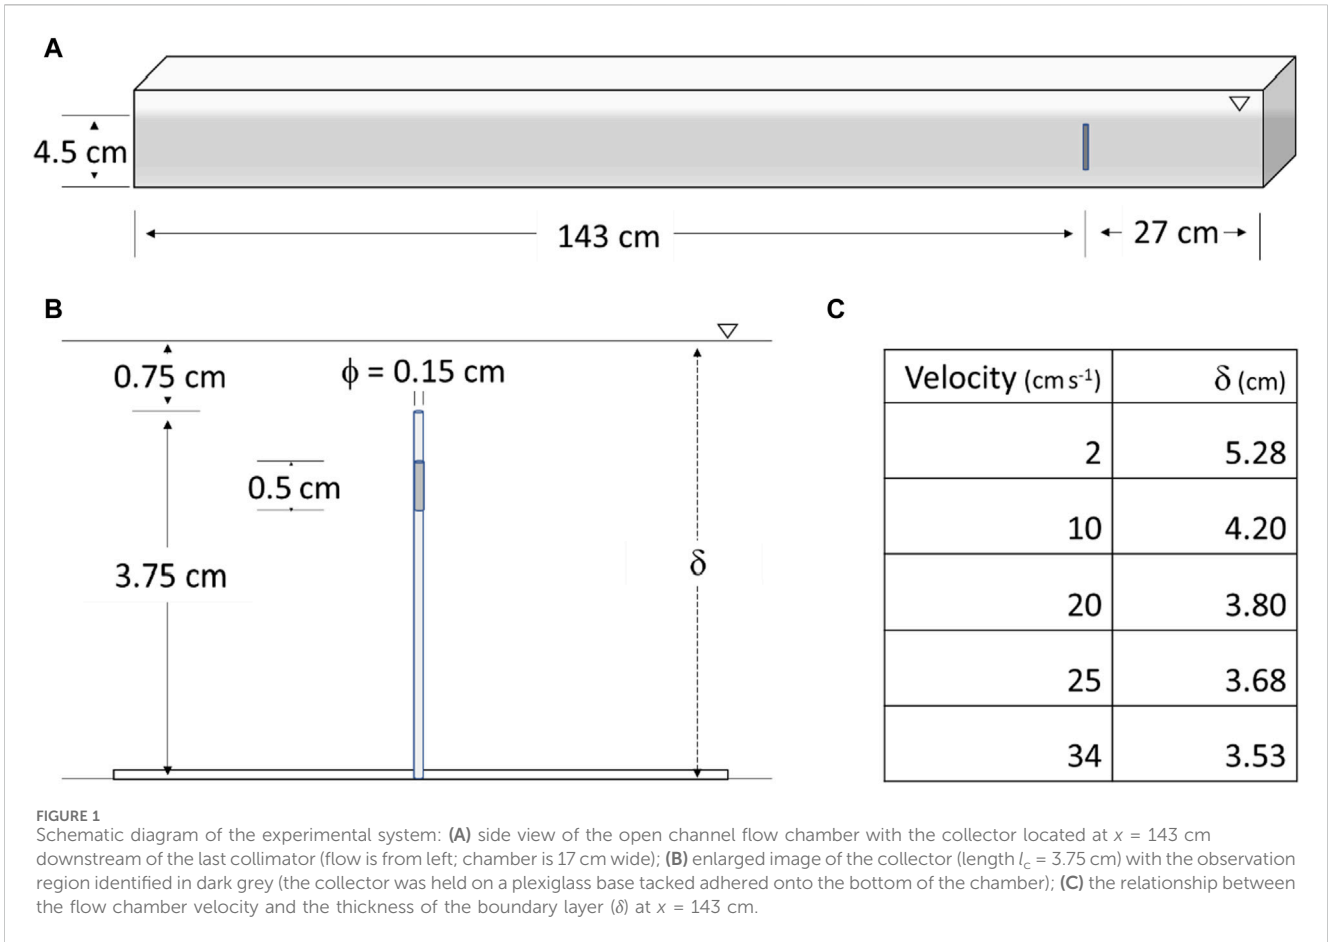 A
4.5 cm
143 cm
27 cm
B
0.75 cm
ϕ = 0.15 cm
0.5 cm
3.75 cm
δ
C
Velocity (cm s⁻¹) δ (cm)
2 5.28
10 4.20
20 3.80
25 3.68
34 3.53
FIGURE 1
Schematic diagram of the experimental system: (A) side view of the open channel flow chamber with the collector located at x = 143 cm
downstream of the last collimator (flow is from left; chamber is 17 cm wide); (B) enlarged image of the collector (length lc = 3.75 cm) with the observation
region identified in dark grey (the collector was held on a plexiglass base tacked adhered onto the bottom of the chamber); (C) the relationship between
the flow chamber velocity and the thickness of the boundary layer (δ) at x = 143 cm.